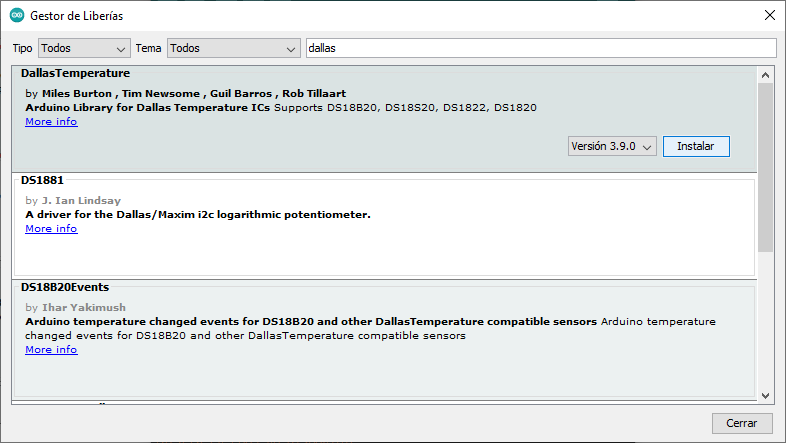 Gestor de Liberías
Tipo Todos Tema Todos dallas
DallasTemperature
by Miles Burton , Tim Newsome , Guil Barros , Rob Tillaart
Arduino Library for Dallas Temperature ICs Supports DS18B20, DS18S20, DS1822, DS1820
More info
Versión 3.9.0 Instalar
DS1881
by J. Ian Lindsay
A driver for the Dallas/Maxim i2c logarithmic potentiometer.
More info
DS18B20Events
by Ihar Yakimush
Arduino temperature changed events for DS18B20 and other DallasTemperature compatible sensors Arduino temperature
changed events for DS18B20 and other DallasTemperature compatible sensors
More info
Cerrar